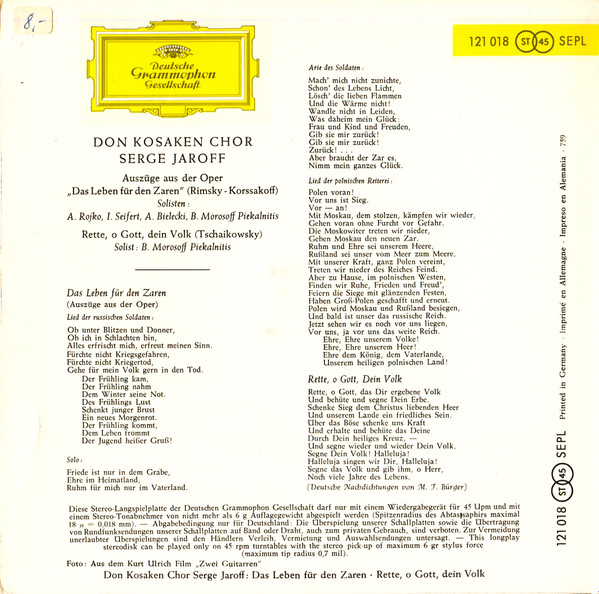 8,-
Deutsche
Grammophon
Gesellschaft
121 018 ST 45 SEPL
DON KOSAKEN CHOR
SERGE JAROFF
Auszüge aus der Oper
„Das Leben für den Zaren" (Rimsky-Korssakoff)
Solisten:
A. Rojko, I. Seifert, A. Bielecki, B. Morosoff Piekalnitis
Rette, o Gott, dein Volk (Tschaikowsky)
Solist: B. Morosoff Piekalnitis
Das Leben für den Zaren
(Auszüge aus der Oper)
Lied der russischen Soldaten:
Ob unter Blitzen und Donner,
Ob ich in Schlachten bin,
Alles erfrischt mich, erfreut meinen Sinn.
Fürchte nicht Kriegsgefahren,
Fürchte nicht Kriegertod,
Gehe für mein Volk gern in den Tod.
Der Frühling kam,
Der Frühling nahm
Dem Winter seine Not.
Des Frühlings Lust
Schenkt junger Brust
Ein neues Morgenrot.
Der Frühling kommt,
Dem Leben frommt
Der Jugend heißer Gruß!
Solo:
Friede ist nur in dem Grabe,
Ehre im Heimatland,
Ruhm für mich nur im Vaterland.
Arie des Soldaten:
Mach' mich nicht zunichte,
Schon' des Lebens Licht,
Lösch' die lieben Flammen
Und die Wärme nicht!
Wandle nicht in Leiden,
Was daheim mein Glück:
Frau und Kind und Freuden,
Gib sie mir zurück!
Gib sie mir zurück!
Zurück! . . .
Aber braucht der Zar es,
Nimm mein ganzes Glück.
Lied der polnischen Reiterei:
Polen voran!
Vor uns ist Sieg.
Vor — an!
Mit Moskau, dem stolzen, kämpfen wir wieder,
Gehen voran ohne Furcht vor Gefahr.
Die Moskowiter treten wir nieder,
Geben Moskau den neuen Zar.
Ruhm und Ehre sei unserem Heere,
Rußland sei unser vom Meer zum Meere,
Mit unserer Kraft, ganz Polen vereint,
Treten wir nieder des Reiches Feind.
Aber zu Hause, im polnischen Westen,
Finden wir Ruhe, Frieden und Freud',
Feiern die Siege mit glänzenden Festen,
Haben Groß-Polen geschafft und erneut.
Polen wird Moskau und Rußland besiegen,
Und bald ist unser das russische Reich.
Jetzt sehen wir es noch vor uns liegen,
Vor uns, ja vor uns das weite Reich.
Ehre, Ehre unserem Volke!
Ehre, Ehre unserem Heer!
Ehre dem König, dem Vaterlande,
Unserem heiligen polnischen Land!
Rette, o Gott, Dein Volk
Rette, o Gott, das Dir ergebene Volk
Und behüte und segne Dein Erbe.
Schenke Sieg dem Christus liebenden Heer
Und unserem Lande ein friedliches Sein.
Über das Böse schenke uns Kraft
Und erhalte und behüte das Deine
Durch Dein heiliges Kreuz, —
Und segne wieder und wieder Dein Volk,
Segne Dein Volk! Halleluja!
Halleluja singen wir Dir, Halleluja!
Segne das Volk und gib ihm, o Herr,
Noch viele Jahre des Lebens.
(Deutsche Nachdichtungen von M. T. Bürger)
Printed in Germany · Imprimé en Allemagne · Impreso en Alemania · 759
121 018 ST 45 SEPL
Diese Stereo-Langspielplatte der Deutschen Grammophon Gesellschaft darf nur mit einem Wiedergabegerät für 45 Upm und mit
einem Stereo-Tonabnehmer von nicht mehr als 6 g Auflagegewicht abgespielt werden (Spitzenradius des Abtastsaphirs maximal
18 µ = 0,018 mm). — Abgabebedingung nur für Deutschland: Die Überspielung unserer Schallplatten sowie die Übertragung
von Rundfunksendungen unserer Schallplatten auf Band oder Draht, auch zum privaten Gebrauch, sind verboten. Zur Vermeidung
unerlaubter Überspielungen sind den Händlern Verleih, Vermietung und Auswahlsendungen untersagt. — This longplay
stereodisk can be played only on 45 rpm turntables with the stereo pick-up of maximum 6 gr stylus force
(maximum tip radius 0,7 mil).
Foto: Aus dem Kurt Ulrich Film „Zwei Guitarren"
Don Kosaken Chor Serge Jaroff: Das Leben für den Zaren · Rette, o Gott, dein Volk